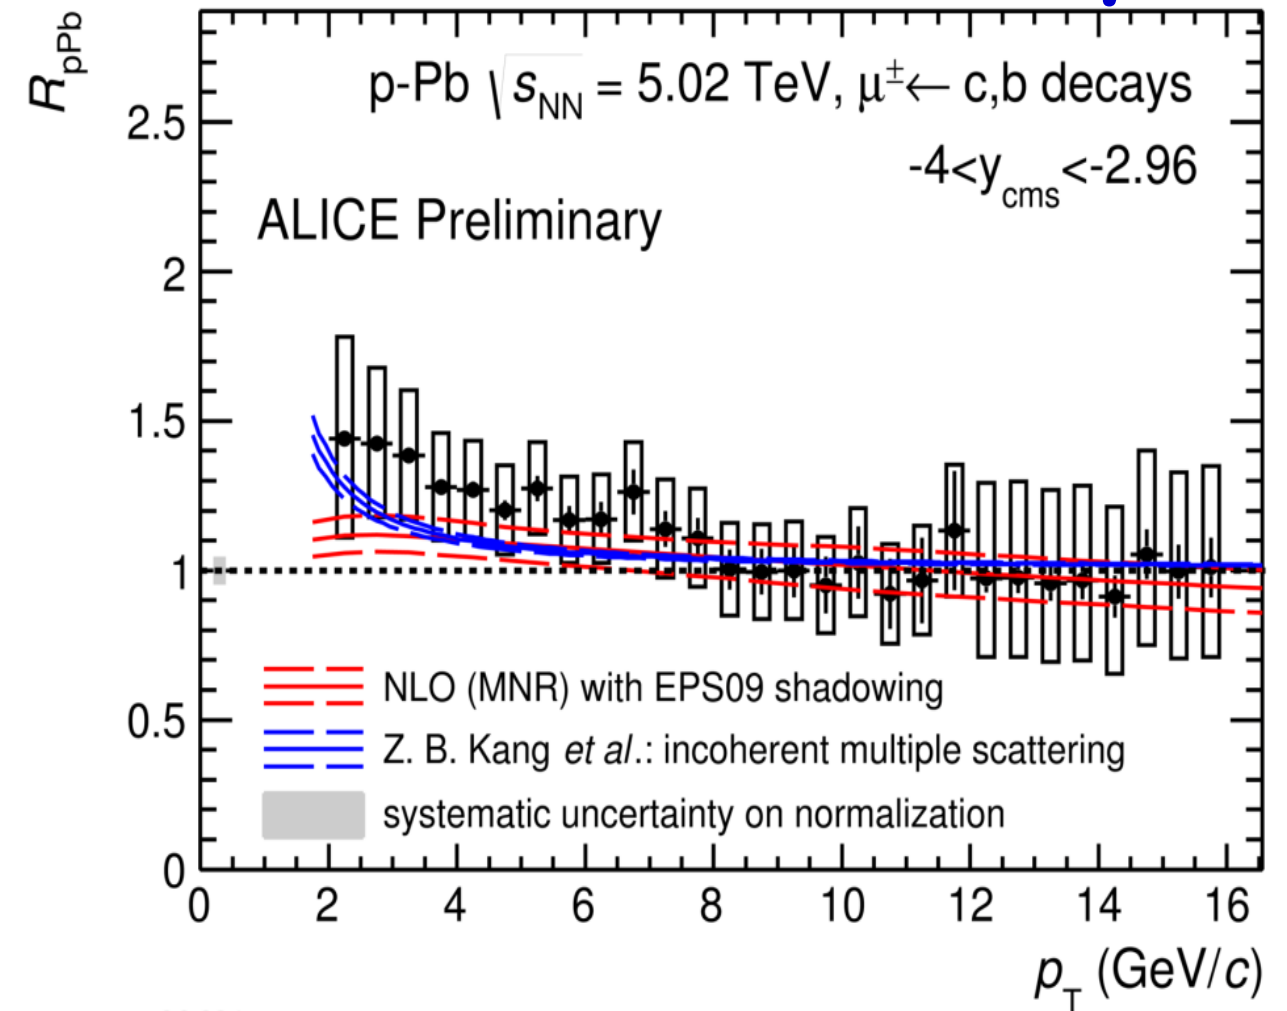 R_pPb
p-Pb √s_NN = 5.02 TeV, μ± ← c,b decays
-4<y_cms<-2.96
ALICE Preliminary
2.5
2
1.5
1
0.5
0
NLO (MNR) with EPS09 shadowing
Z. B. Kang et al.: incoherent multiple scattering
systematic uncertainty on normalization
0 2 4 6 8 10 12 14 16
p_T (GeV/c)